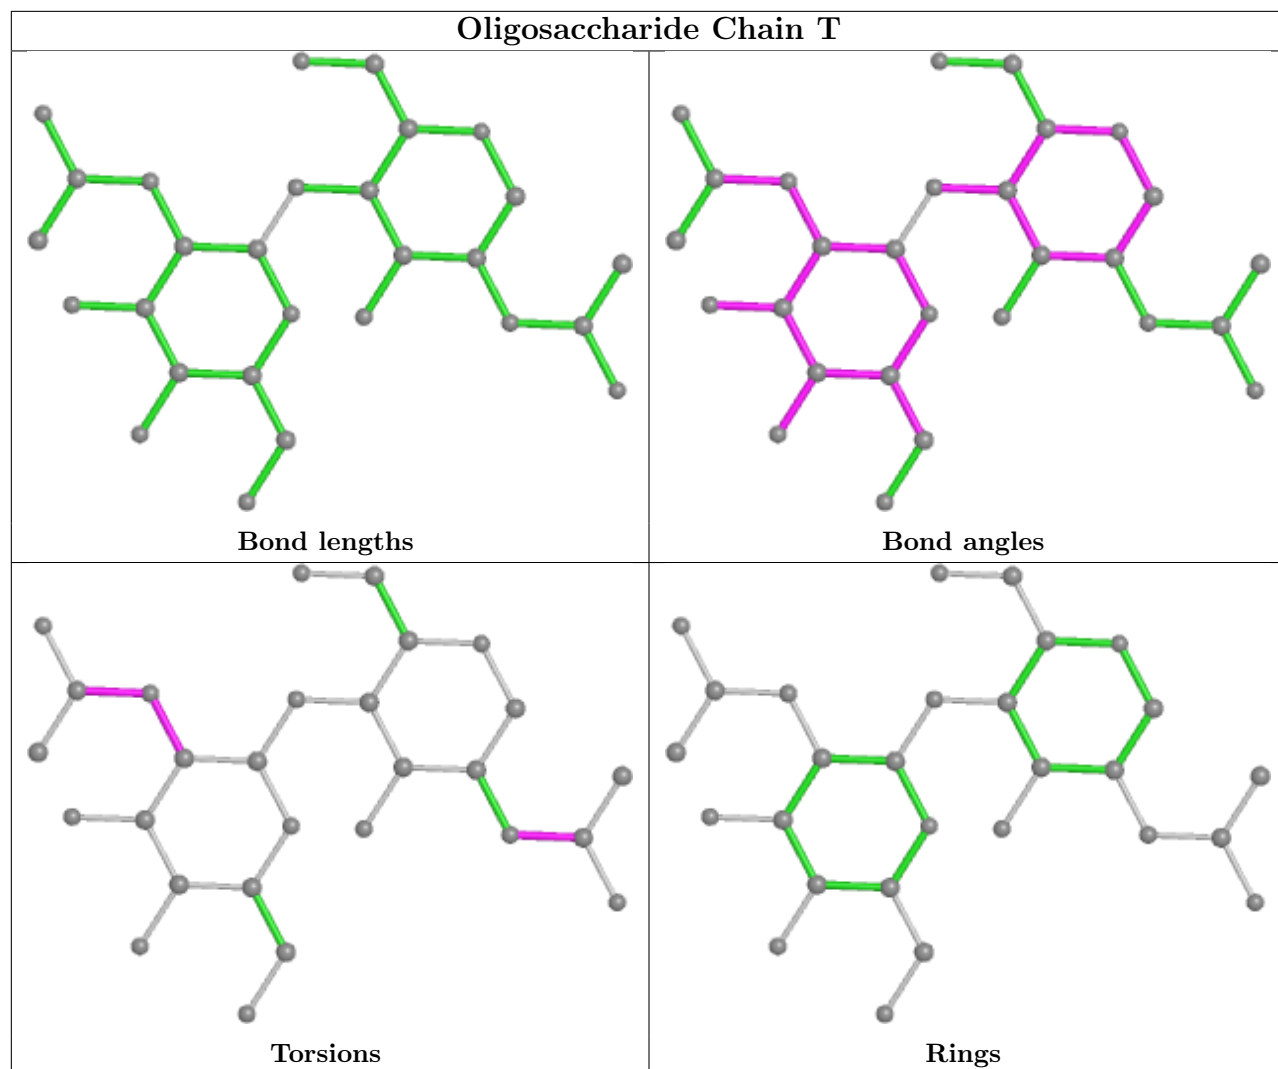 Oligosaccharide Chain T
Bond lengths
Bond angles
Torsions
Rings